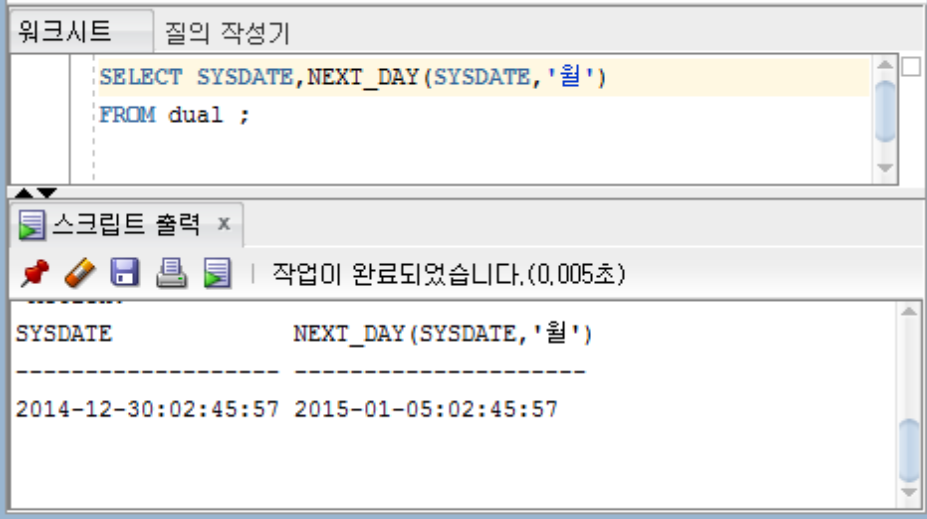 워크시트 질의 작성기
SELECT SYSDATE,NEXT_DAY(SYSDATE,'월')
FROM dual ;
스크립트 출력 x
작업이 완료되었습니다.(0,005초)
SYSDATE NEXT_DAY(SYSDATE,'월')
------------------- ---------------------
2014-12-30:02:45:57 2015-01-05:02:45:57